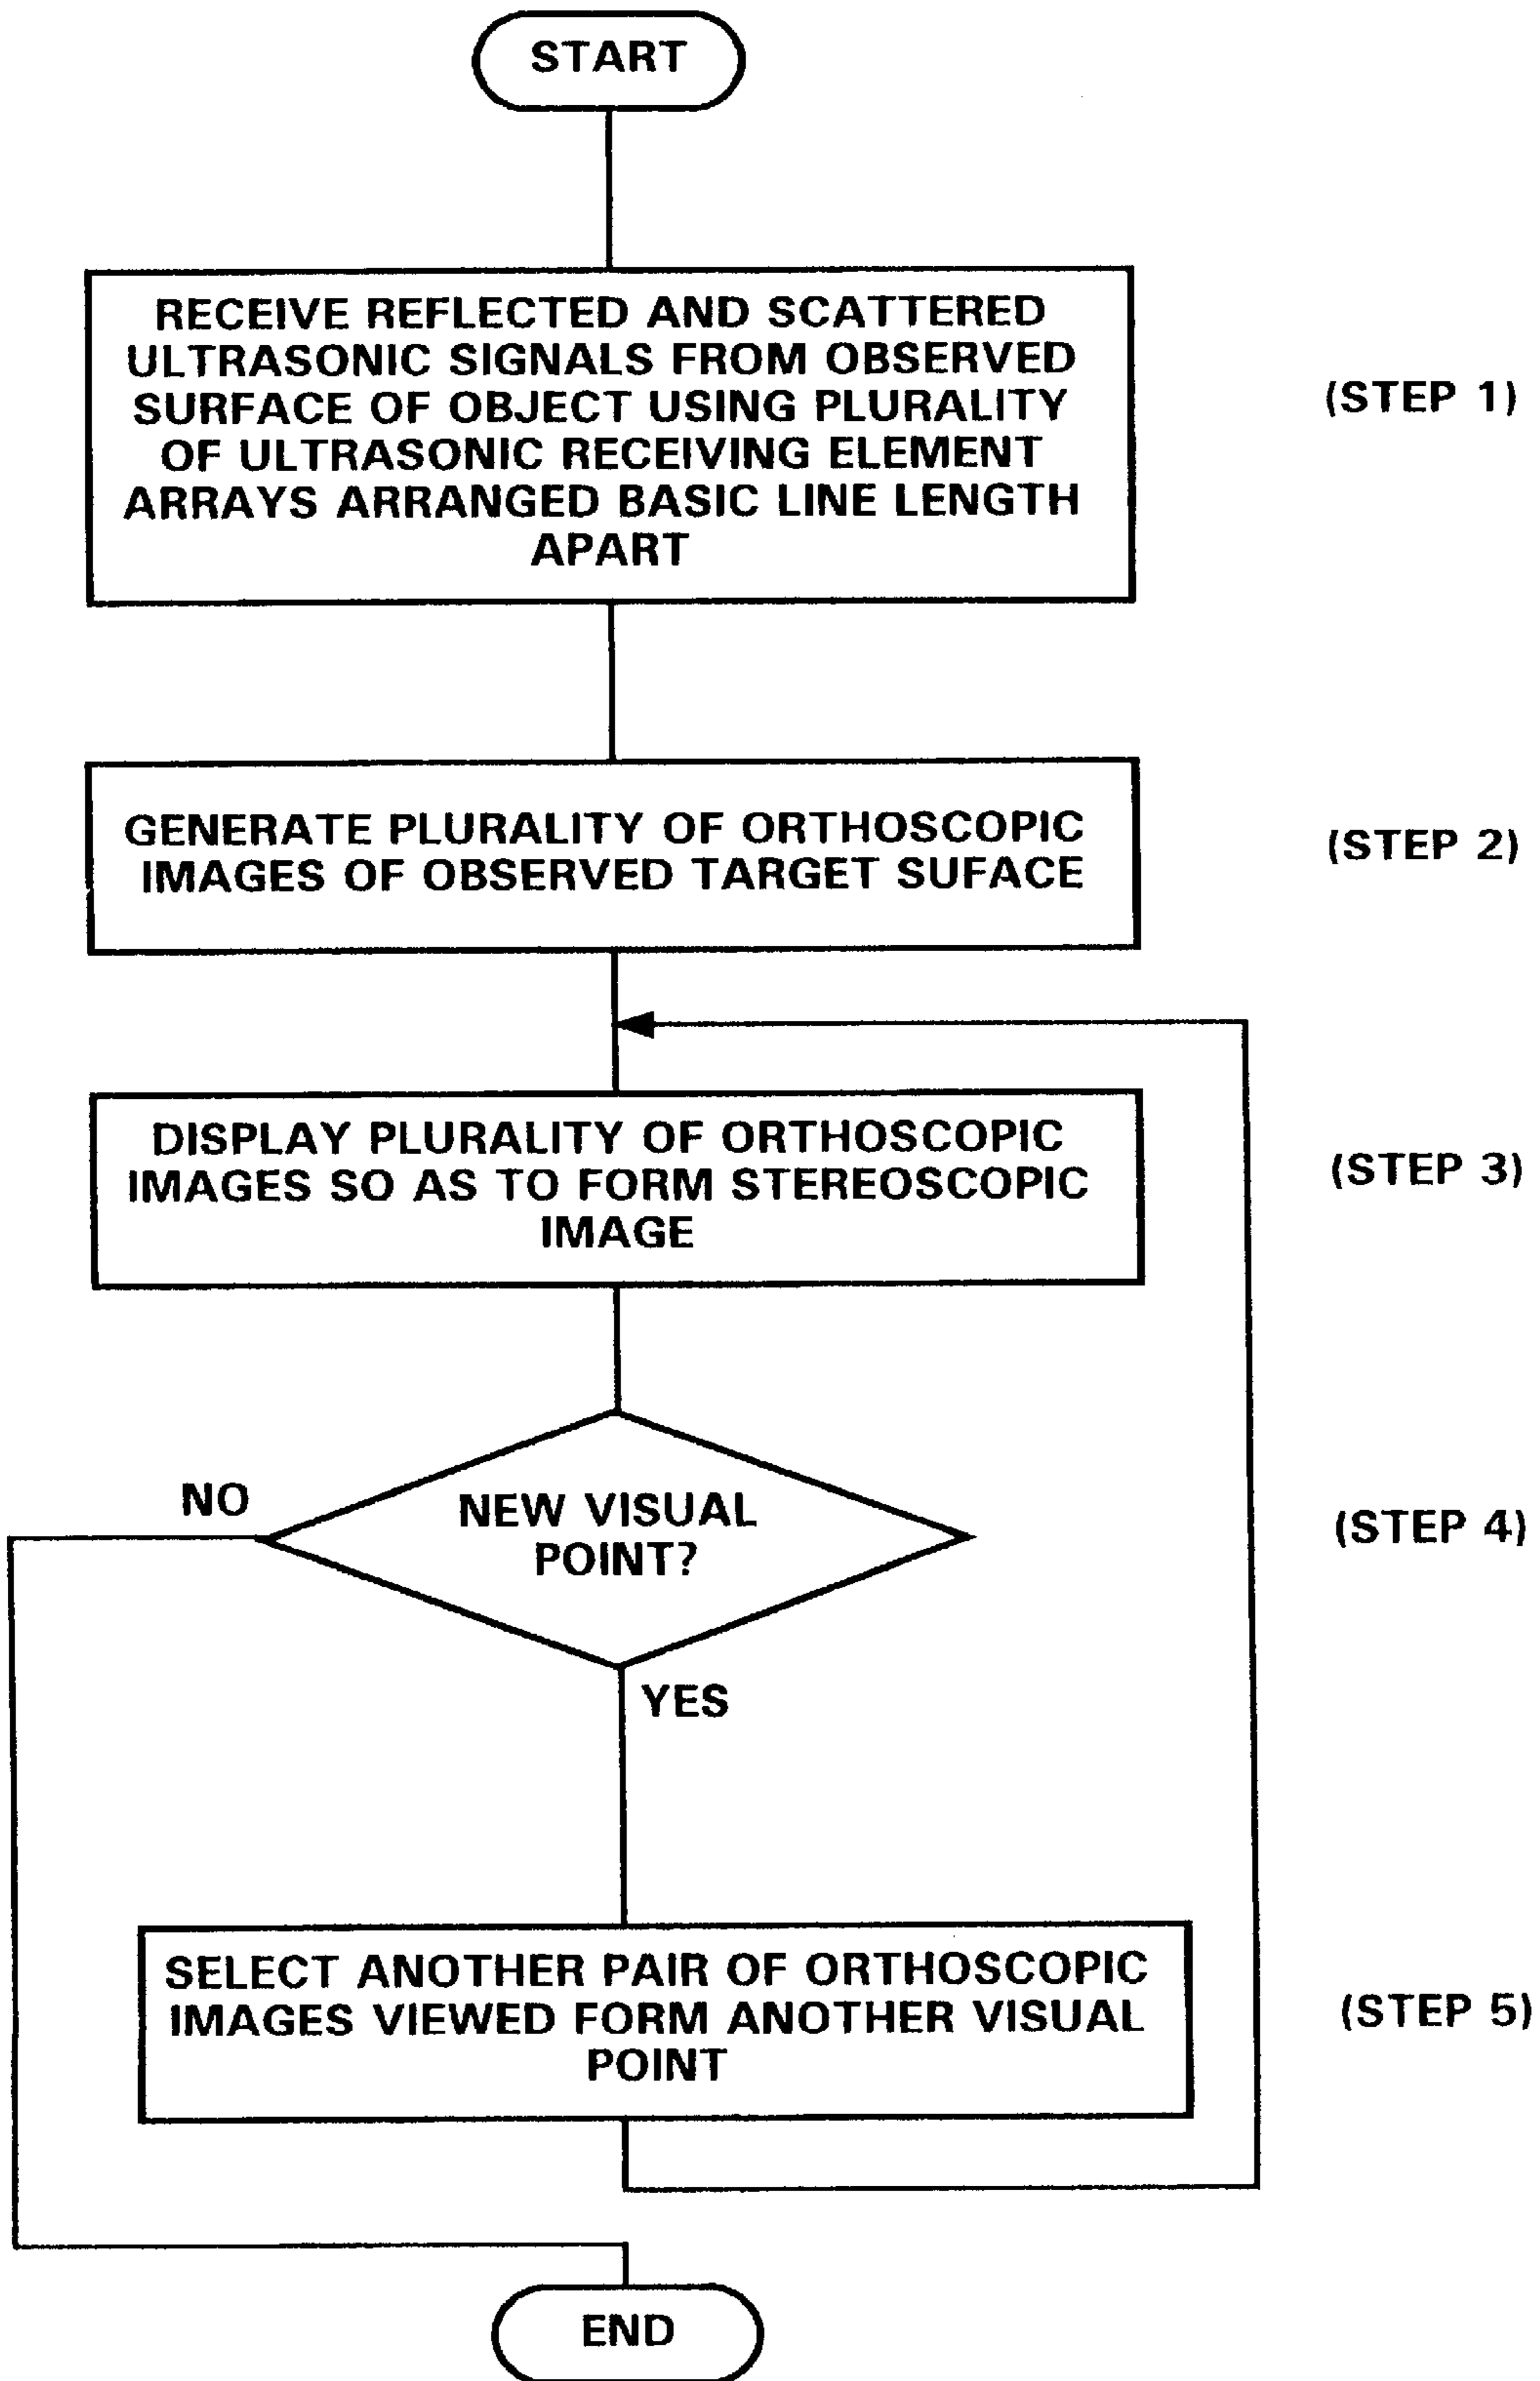 START
RECEIVE REFLECTED AND SCATTERED
ULTRASONIC SIGNALS FROM OBSERVED
SURFACE OF OBJECT USING PLURALITY
OF ULTRASONIC RECEIVING ELEMENT
ARRAYS ARRANGED BASIC LINE LENGTH
APART
(STEP 1)
GENERATE PLURALITY OF ORTHOSCOPIC
IMAGES OF OBSERVED TARGET SUFACE
(STEP 2)
DISPLAY PLURALITY OF ORTHOSCOPIC
IMAGES SO AS TO FORM STEREOSCOPIC
IMAGE
(STEP 3)
NO
NEW VISUAL
POINT?
(STEP 4)
YES
SELECT ANOTHER PAIR OF ORTHOSCOPIC
IMAGES VIEWED FORM ANOTHER VISUAL
POINT
(STEP 5)
END